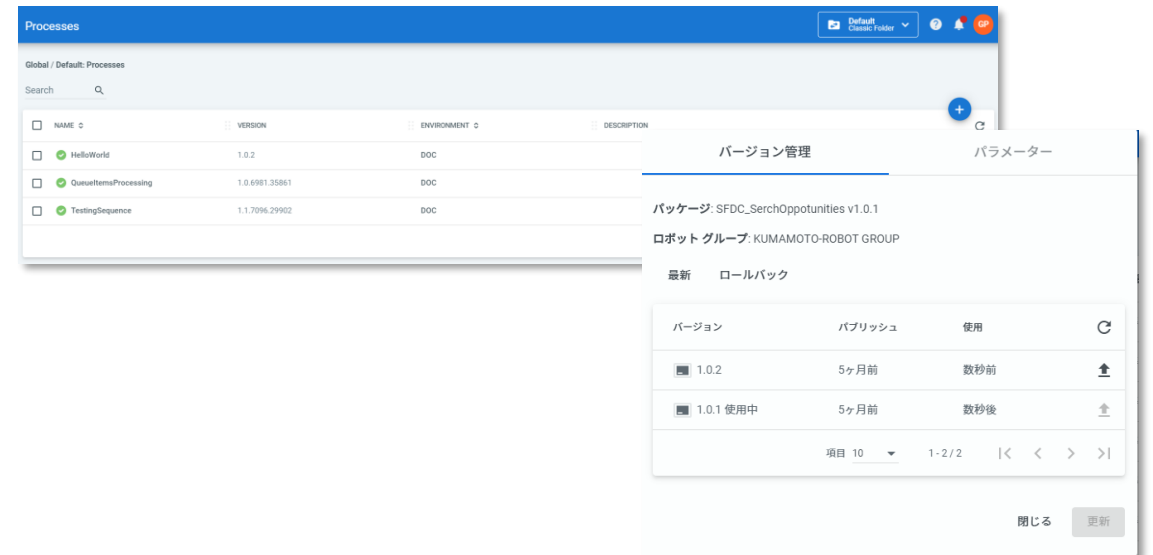 Processes
Default
Classic Folder
GP
Global / Default: Processes
Search
NAME VERSION ENVIRONMENT DESCRIPTION
HelloWorld 1.0.2 DOC
QueueItemsProcessing 1.0.6981.35861 DOC
TestingSequence 1.1.7096.29902 DOC
バージョン管理 パラメーター
パッケージ: SFDC_SerchOppotunities v1.0.1
ロボット グループ: KUMAMOTO-ROBOT GROUP
最新 ロールバック
バージョン パブリッシュ 使用
1.0.2 5ヶ月前 数秒前
1.0.1 使用中 5ヶ月前 数秒後
項目 10 1 - 2 / 2
閉じる 更新